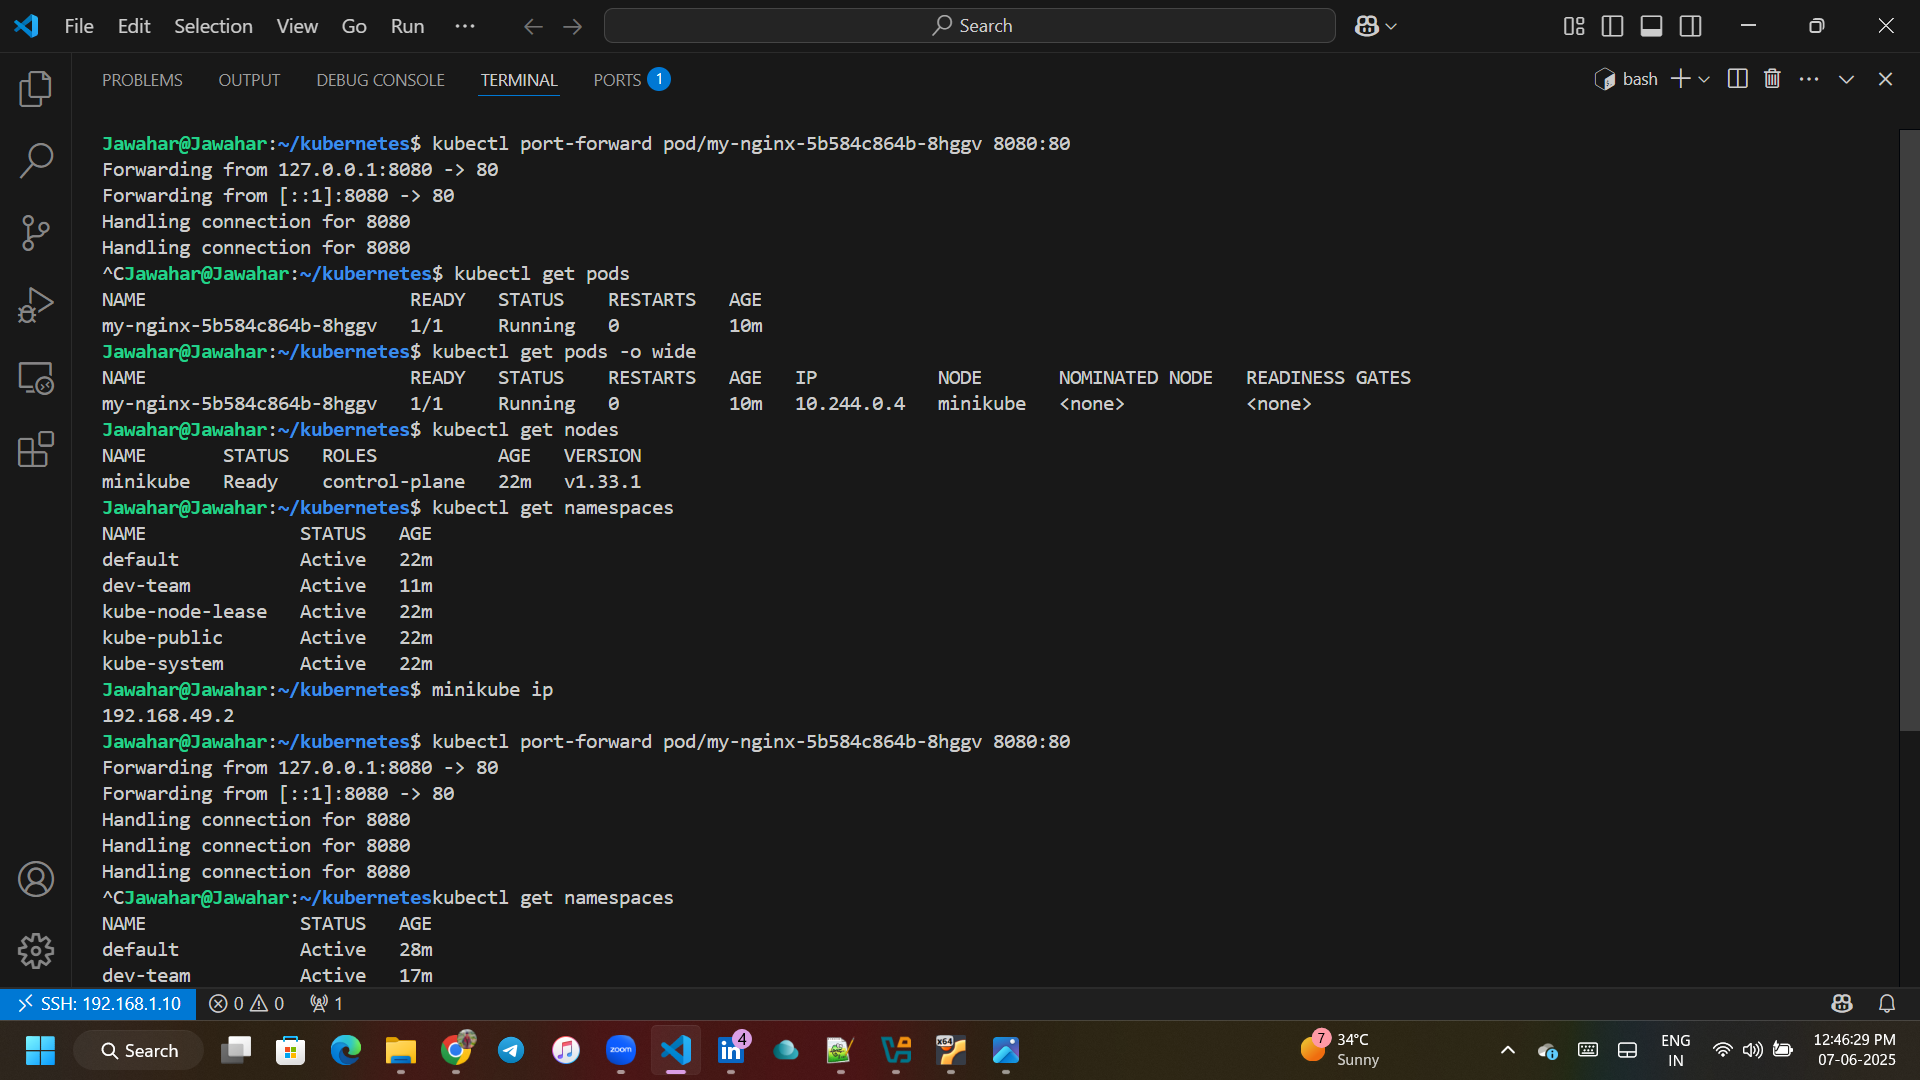 File Edit Selection View Go Run ··· Search
PROBLEMS OUTPUT DEBUG CONSOLE TERMINAL PORTS 1 bash
Jawahar@Jawahar:~/kubernetes$ kubectl port-forward pod/my-nginx-5b584c864b-8hggv 8080:80
Forwarding from 127.0.0.1:8080 -> 80
Forwarding from [::1]:8080 -> 80
Handling connection for 8080
Handling connection for 8080
^CJawahar@Jawahar:~/kubernetes$ kubectl get pods
NAME READY STATUS RESTARTS AGE
my-nginx-5b584c864b-8hggv 1/1 Running 0 10m
Jawahar@Jawahar:~/kubernetes$ kubectl get pods -o wide
NAME READY STATUS RESTARTS AGE IP NODE NOMINATED NODE READINESS GATES
my-nginx-5b584c864b-8hggv 1/1 Running 0 10m 10.244.0.4 minikube <none> <none>
Jawahar@Jawahar:~/kubernetes$ kubectl get nodes
NAME STATUS ROLES AGE VERSION
minikube Ready control-plane 22m v1.33.1
Jawahar@Jawahar:~/kubernetes$ kubectl get namespaces
NAME STATUS AGE
default Active 22m
dev-team Active 11m
kube-node-lease Active 22m
kube-public Active 22m
kube-system Active 22m
Jawahar@Jawahar:~/kubernetes$ minikube ip
192.168.49.2
Jawahar@Jawahar:~/kubernetes$ kubectl port-forward pod/my-nginx-5b584c864b-8hggv 8080:80
Forwarding from 127.0.0.1:8080 -> 80
Forwarding from [::1]:8080 -> 80
Handling connection for 8080
Handling connection for 8080
Handling connection for 8080
^CJawahar@Jawahar:~/kuberneteskubectl get namespaces
NAME STATUS AGE
default Active 28m
dev-team Active 17m
SSH: 192.168.1.10 0 0 1
Search zoom in 4 x64 7 34°C ENG 12:46:29 PM
Sunny IN 07-06-2025